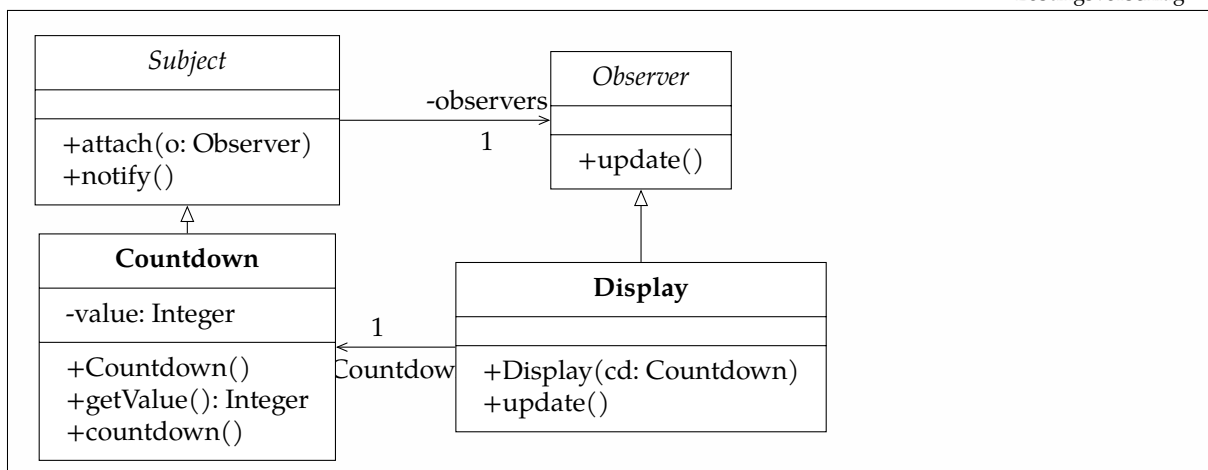 Subject
+attach(o: Observer)
+notify()
-observers
1
Observer
+update()
Countdown
-value: Integer
+Countdown()
+getValue(): Integer
+countdown()
1
Countdow
Display
+Display(cd: Countdown)
+update()